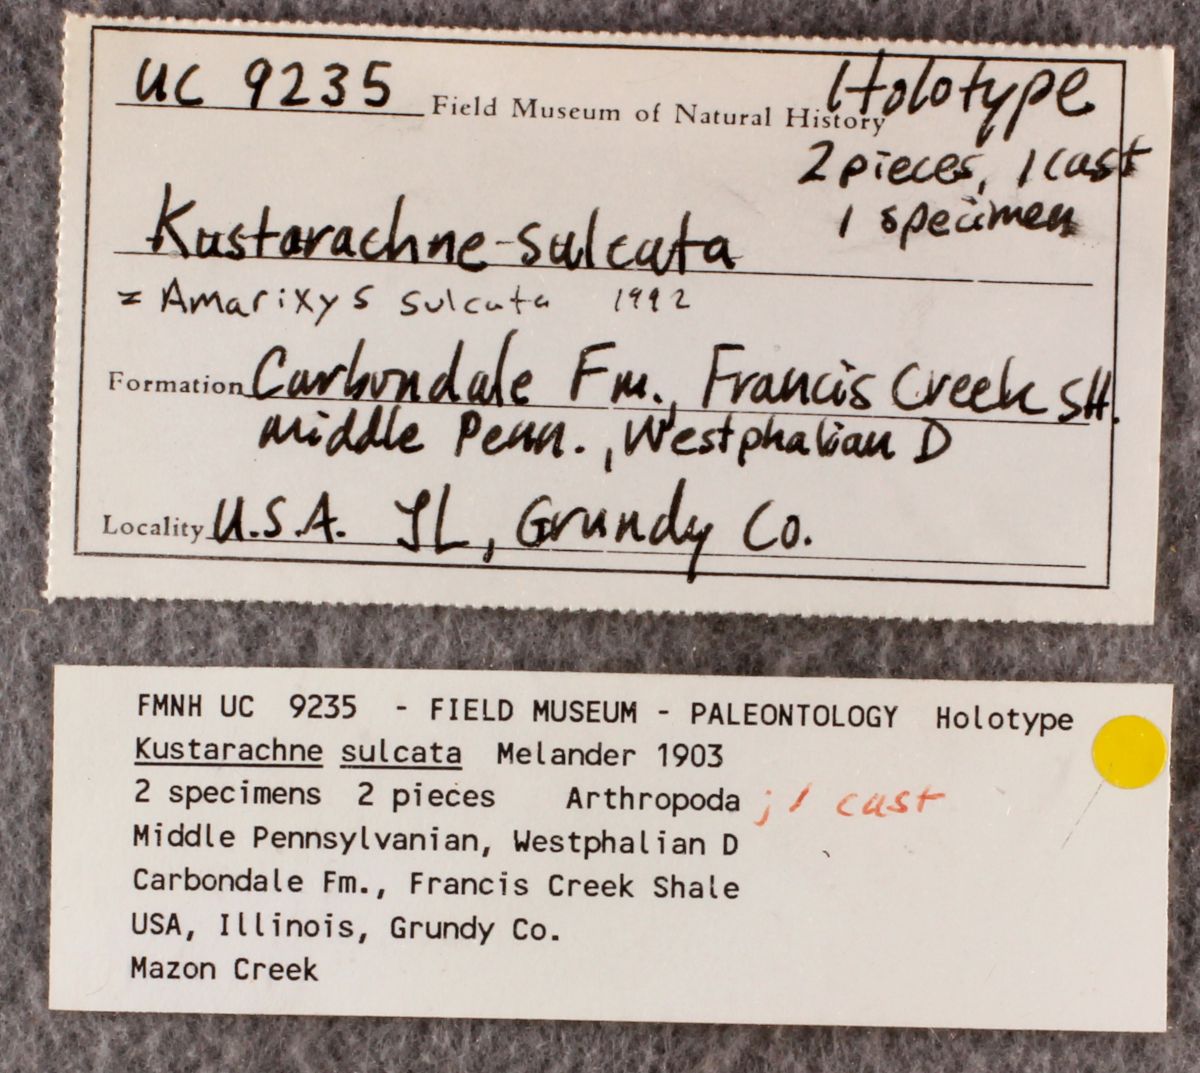 UC 9235 Field Museum of Natural History Holotype
2 pieces, 1 cast
1 specimen
Kustarachne sulcata
= Amarixys sulcata 1992
Formation Carbondale Fm., Francis Creek SH.
Middle Penn., Westphalian D
Locality U.S.A. IL, Grundy Co.
FMNH UC 9235 - FIELD MUSEUM - PALEONTOLOGY Holotype
Kustarachne sulcata Melander 1903
2 specimens 2 pieces Arthropoda ; 1 cast
Middle Pennsylvanian, Westphalian D
Carbondale Fm., Francis Creek Shale
USA, Illinois, Grundy Co.
Mazon Creek